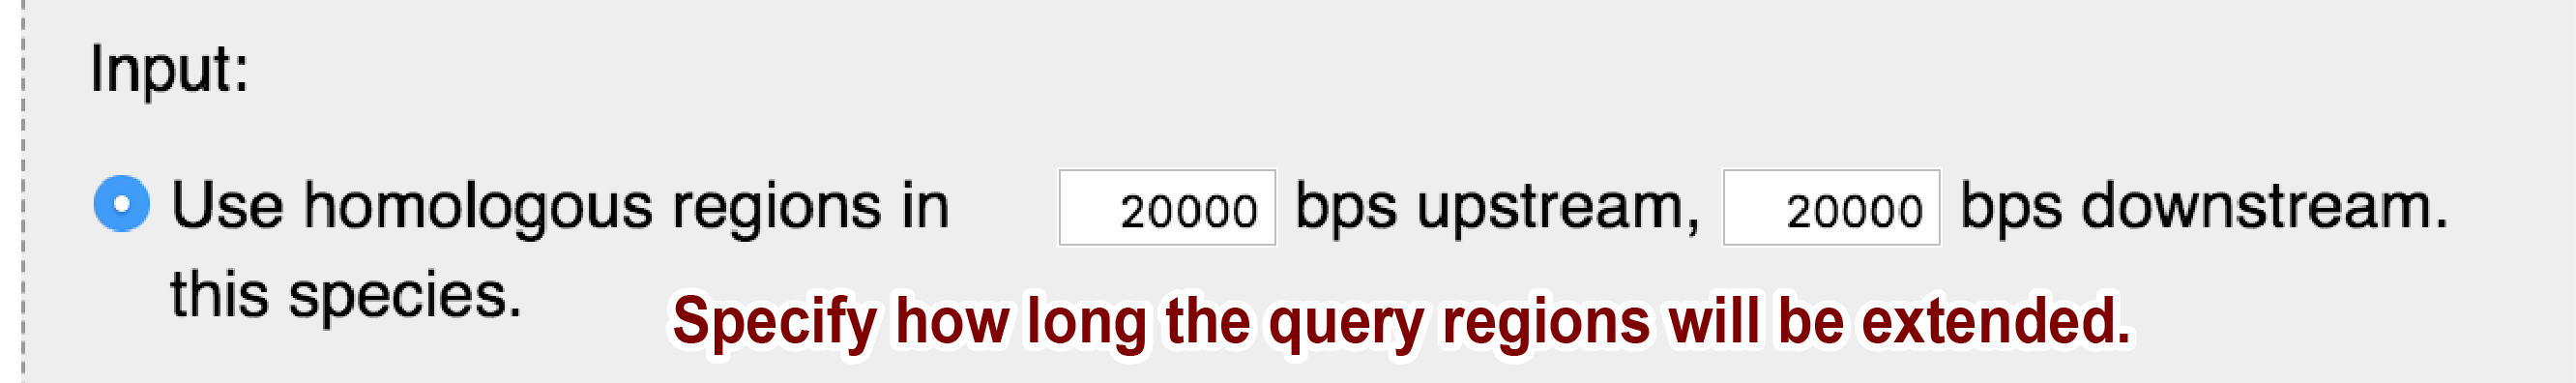 Input:
Use homologous regions in 20000 bps upstream, 20000 bps downstream.
this species.
Specify how long the query regions will be extended.